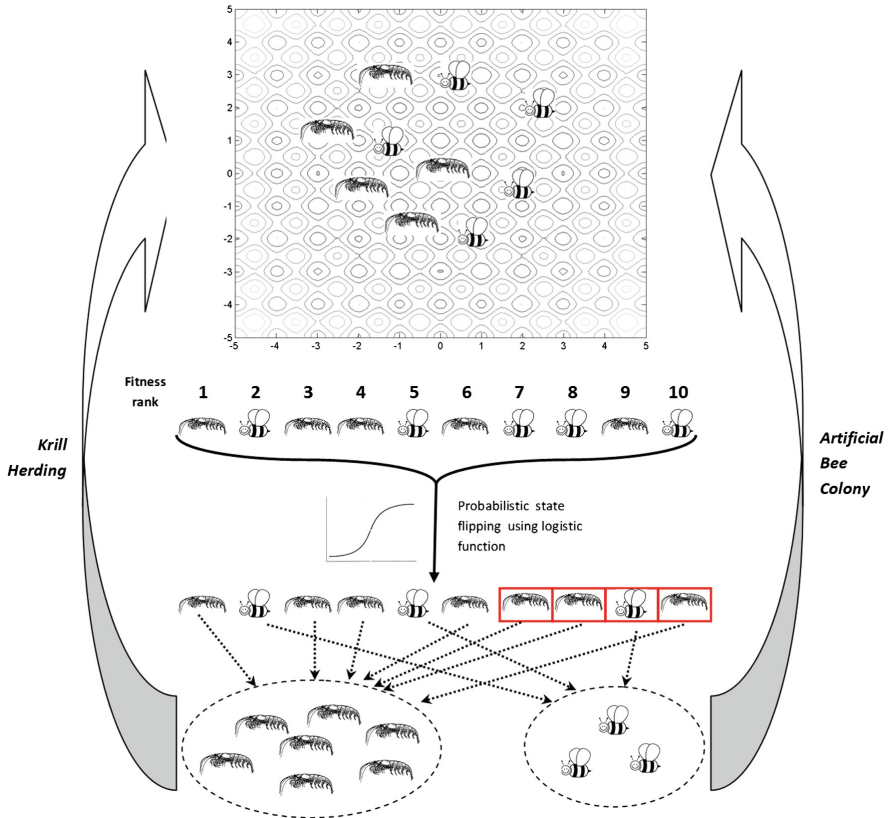 5
4
3
2
1
0
-1
-2
-3
-4
-5
-5 -4 -3 -2 -1 0 1 2 3 4 5
Fitness
rank
1 2 3 4 5 6 7 8 9 10
Krill
Herding
Artificial
Bee
Colony
Probabilistic state
flipping using logistic
function